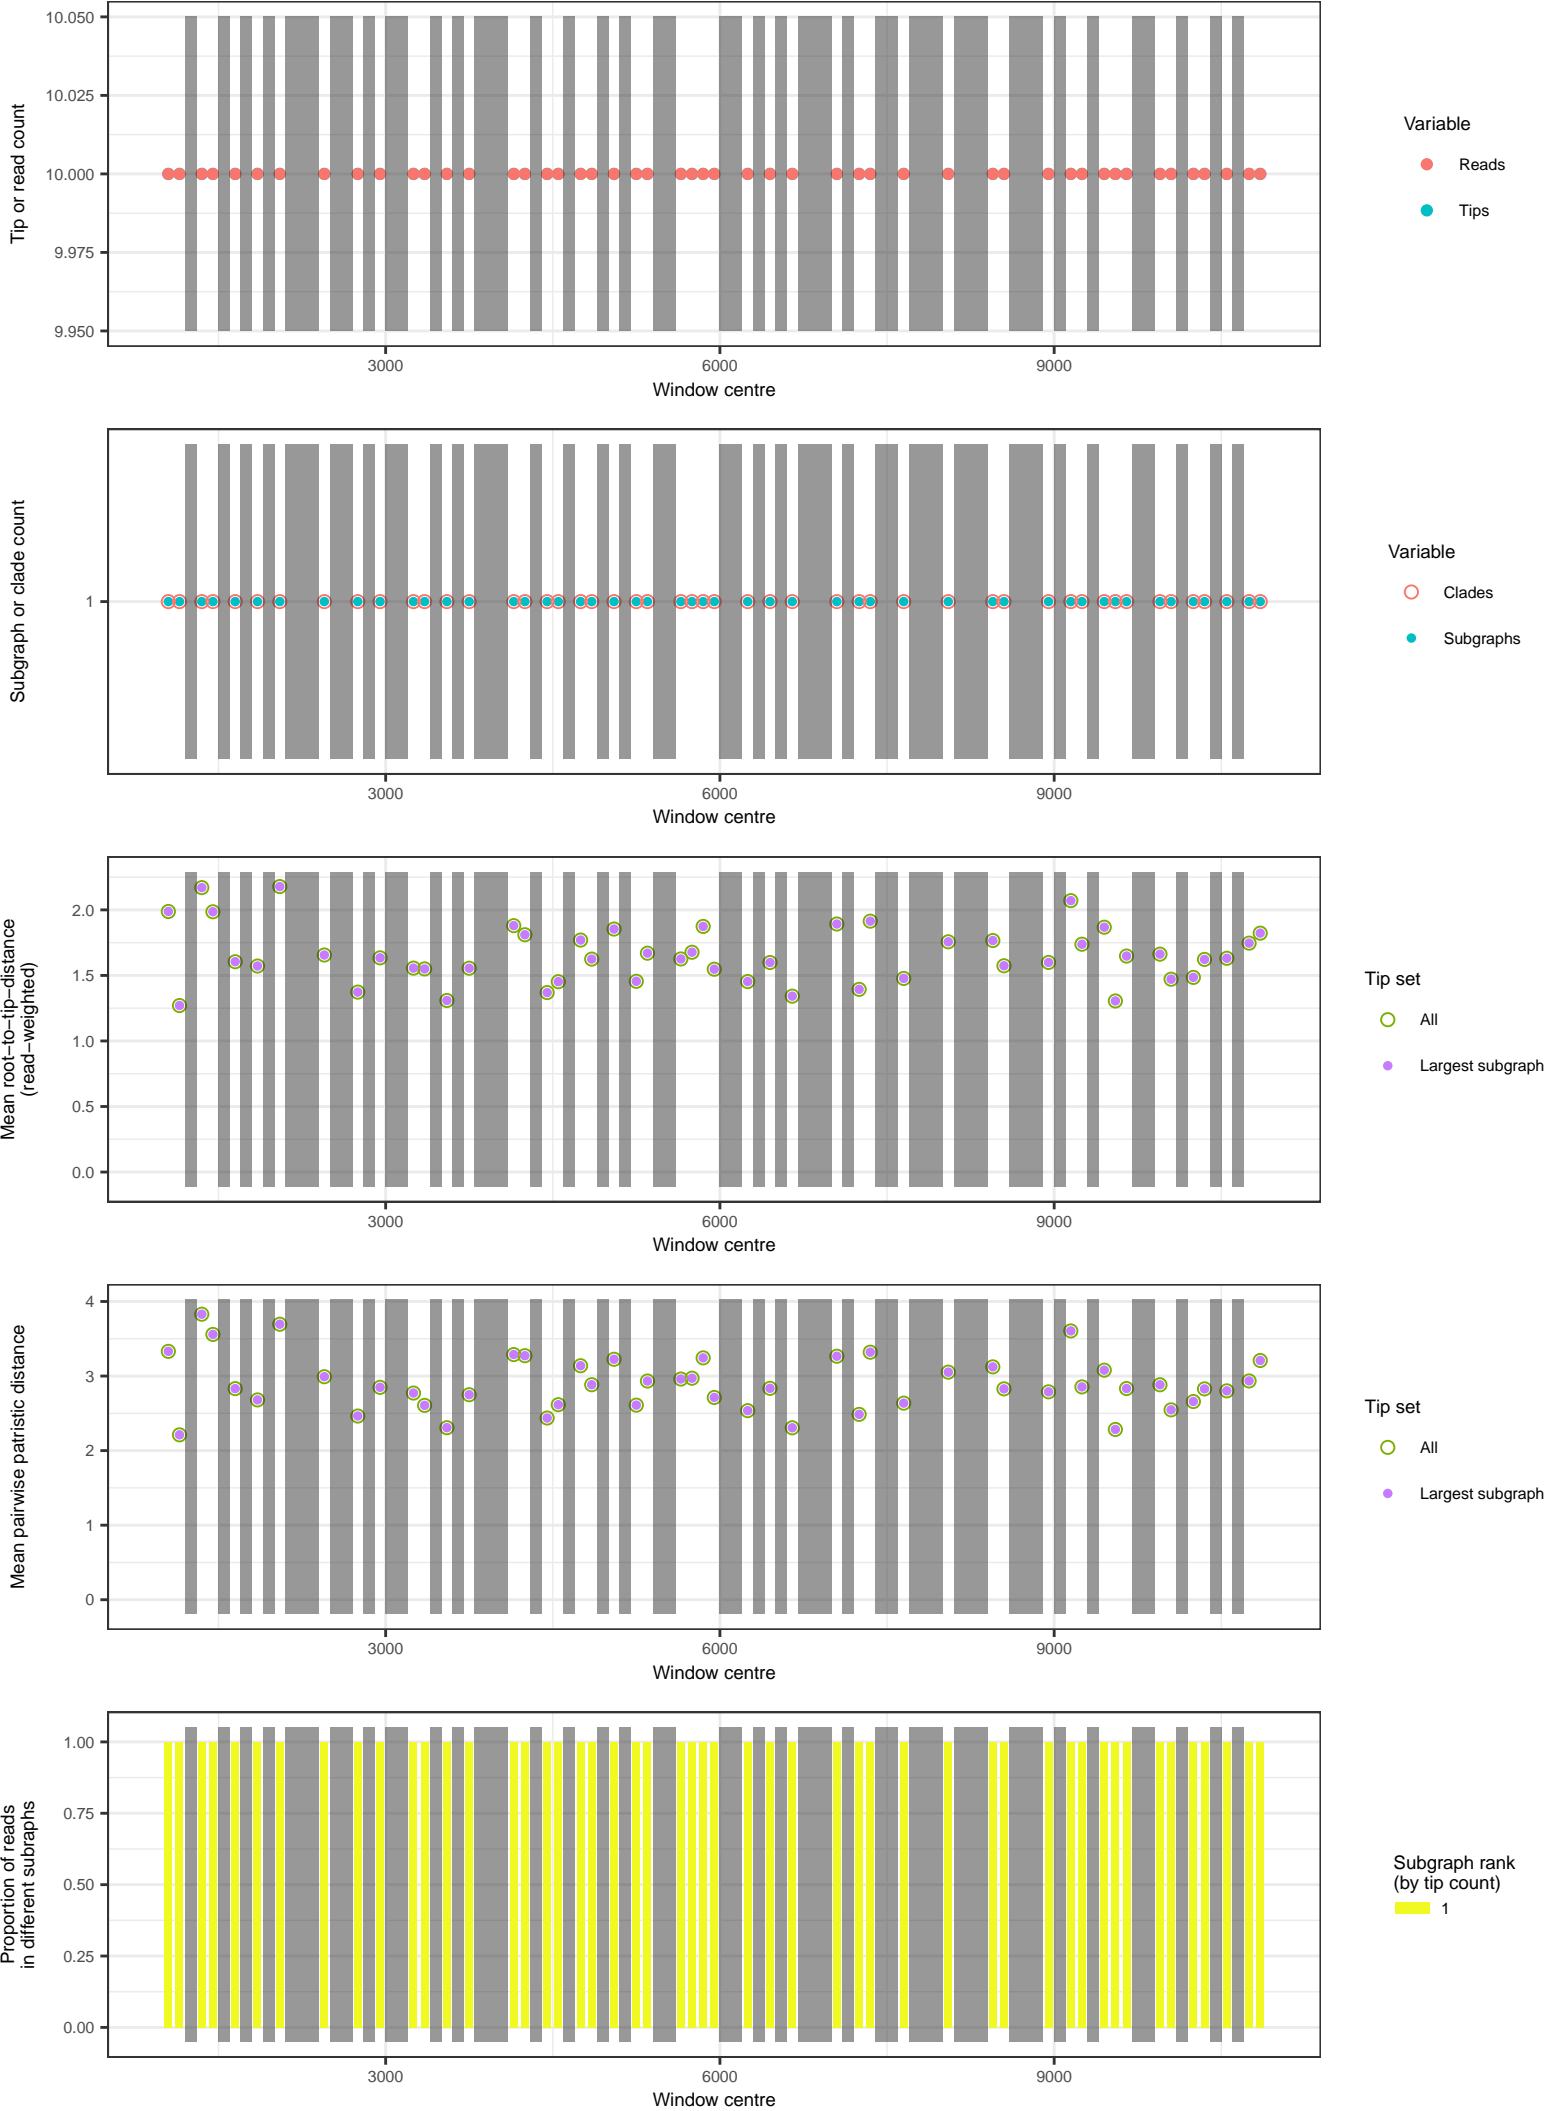 10.050
10.025
10.000
9.975
9.950
Tip or read count
3000
6000
9000
Window centre
Variable
Reads
Tips
1
Subgraph or clade count
3000
6000
9000
Window centre
Variable
Clades
Subgraphs
2.0
1.5
1.0
0.5
0.0
Mean root−to−tip−distance
(read−weighted)
3000
6000
9000
Window centre
Tip set
All
Largest subgraph
4
3
2
1
0
Mean pairwise patristic distance
3000
6000
9000
Window centre
Tip set
All
Largest subgraph
1.00
0.75
0.50
0.25
0.00
Proportion of reads
in different subraphs
3000
6000
9000
Window centre
Subgraph rank
(by tip count)
1